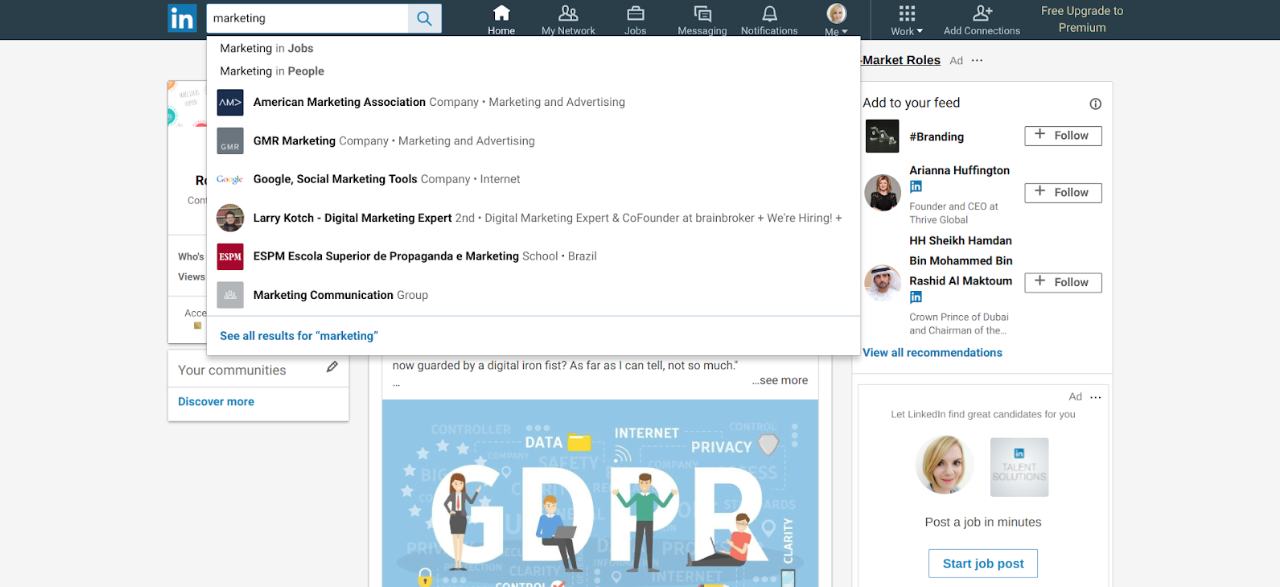 in
marketing
Home
My Network
Jobs
Messaging
Notifications
Me
Work
Add Connections
Free Upgrade to
Premium
Marketing in Jobs
Marketing in People
AM>
American Marketing Association Company • Marketing and Advertising
GMR
GMR Marketing Company • Marketing and Advertising
Google
Google, Social Marketing Tools Company • Internet
Larry Kotch - Digital Marketing Expert 2nd • Digital Marketing Expert & CoFounder at brainbroker + We're Hiring! +
ESPM
ESPM Escola Superior de Propaganda e Marketing School • Brazil
Marketing Communication Group
See all results for “marketing”
Who's
Views
Acce
Your communities
Discover more
now guarded by a digital iron fist? As far as I can tell, not so much."
...
...see more
CONTROLLER
CONTROL
DATA
INTERNET
PRIVACY
COMPANY
SAFETY
COMPANY
GDPR
STANDARDS
CLARITY
CONTROL
INTERNET
-Market Roles Ad ...
Add to your feed
#Branding
Follow
Arianna Huffington
in
Founder and CEO at
Thrive Global
Follow
HH Sheikh Hamdan
Bin Mohammed Bin
Rashid Al Maktoum
in
Crown Prince of Dubai
and Chairman of the...
Follow
View all recommendations
Ad ...
Let LinkedIn find great candidates for you
in
TALENT
SOLUTIONS
Post a job in minutes
Start job post